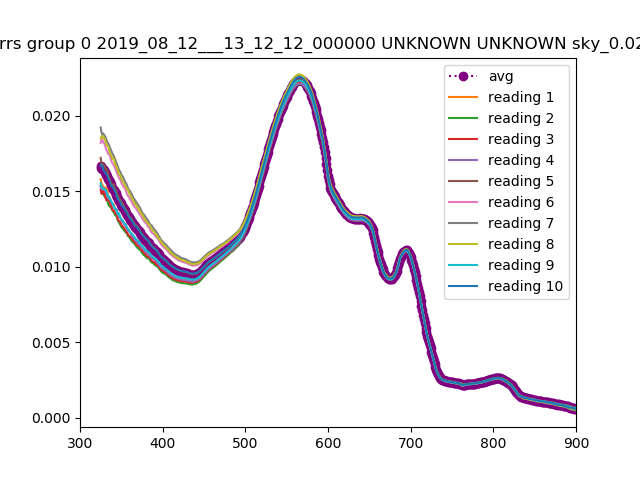 rrs group 0 2019_08_12___13_12_12_000000 UNKNOWN UNKNOWN sky_0.02
avg
reading 1
reading 2
reading 3
reading 4
reading 5
reading 6
reading 7
reading 8
reading 9
reading 10
0.020
0.015
0.010
0.005
0.000
300 400 500 600 700 800 900